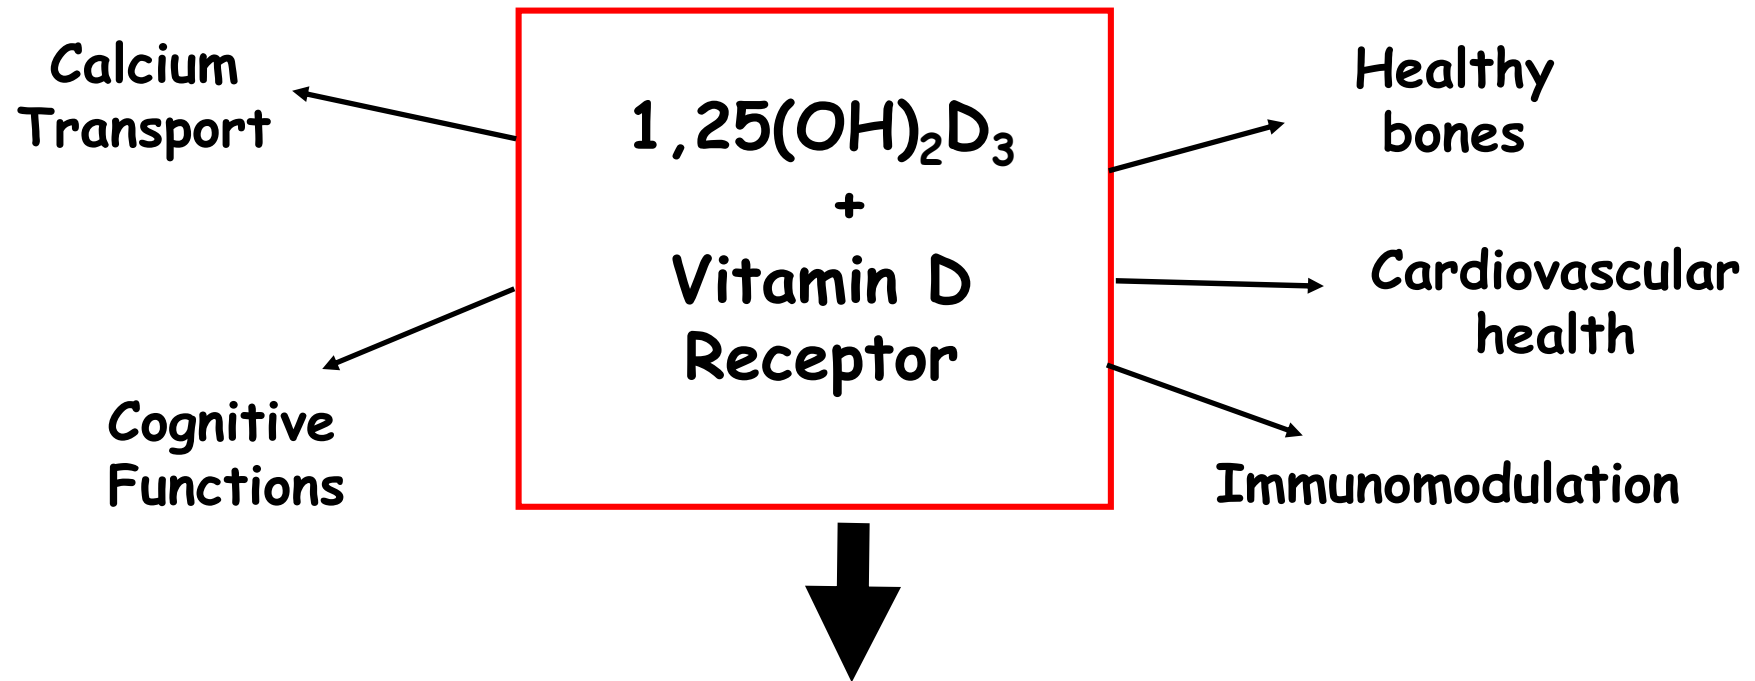 Calcium
Transport
Cognitive
Functions
1,25(OH)₂D₃
+
Vitamin D
Receptor
Healthy
bones
Cardiovascular
health
Immunomodulation